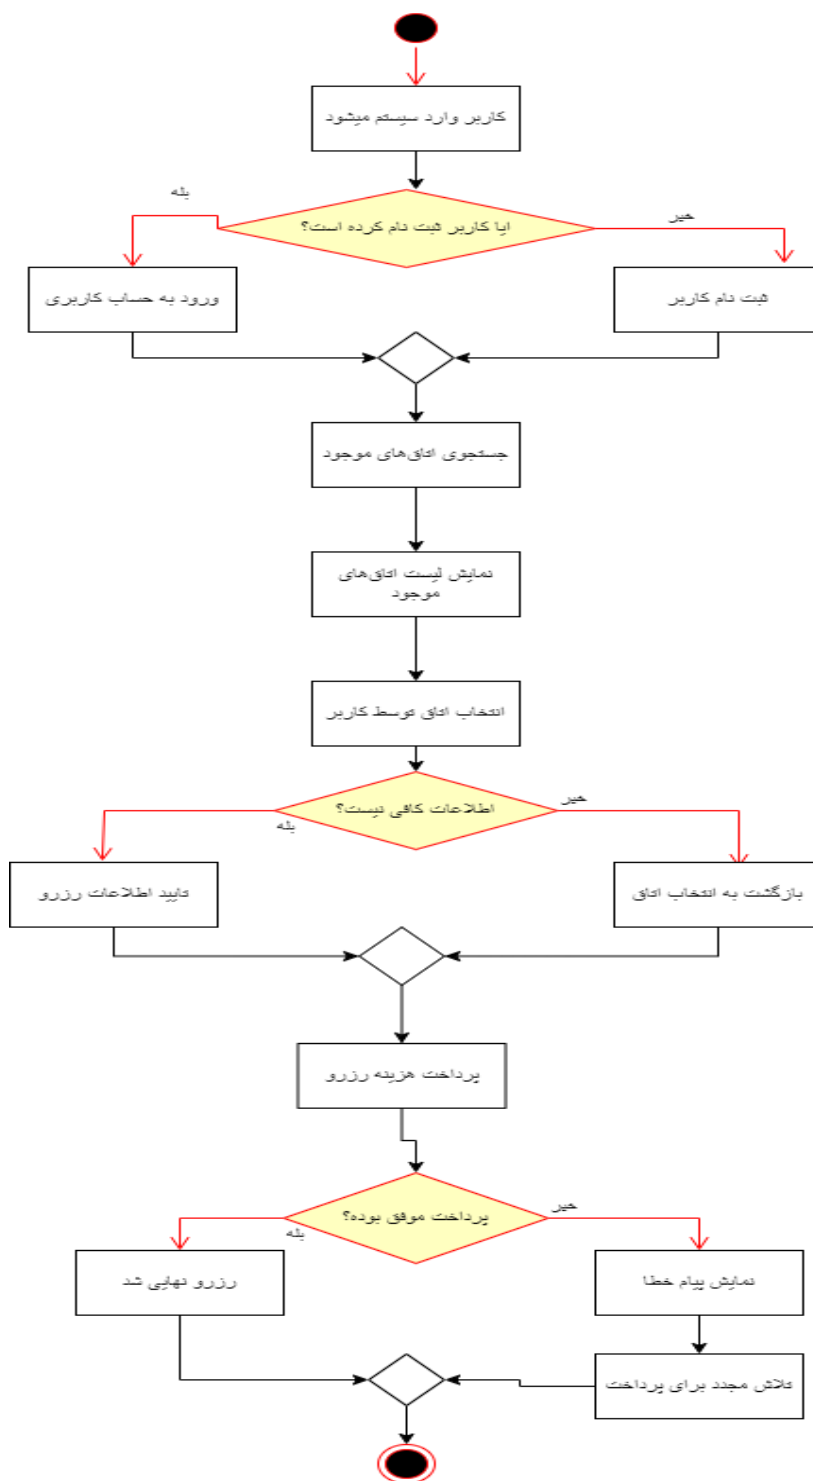 کاربر وارد سیستم میشود
بله
خیر
ایا کاربر ثبت نام کرده است؟
ورود به حساب کاربری
ثبت نام کاربر
جستجوی اتاق‌های موجود
نمایش لیست اتاق‌های
موجود
انتخاب اتاق توسط کاربر
خیر
اطلاعات کافی نیست؟
بله
تایید اطلاعات رزرو
بازگشت به انتخاب اتاق
پرداخت هزینه رزرو
خیر
پرداخت موفق بوده؟
بله
رزرو نهایی شد
نمایش پیام خطا
تلاش مجدد برای پرداخت